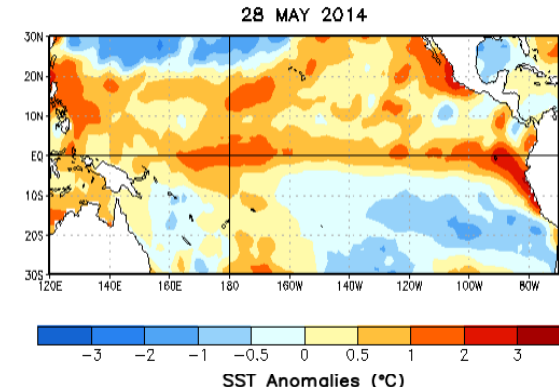 28 MAY 2014
30N
20N
10N
EQ
10S
20S
30S
120E 140E 160E 180 160W 140W 120W 100W 80W
-3 -2 -1 -0.5 0 0.5 1 2 3
SST Anomalies (°C)